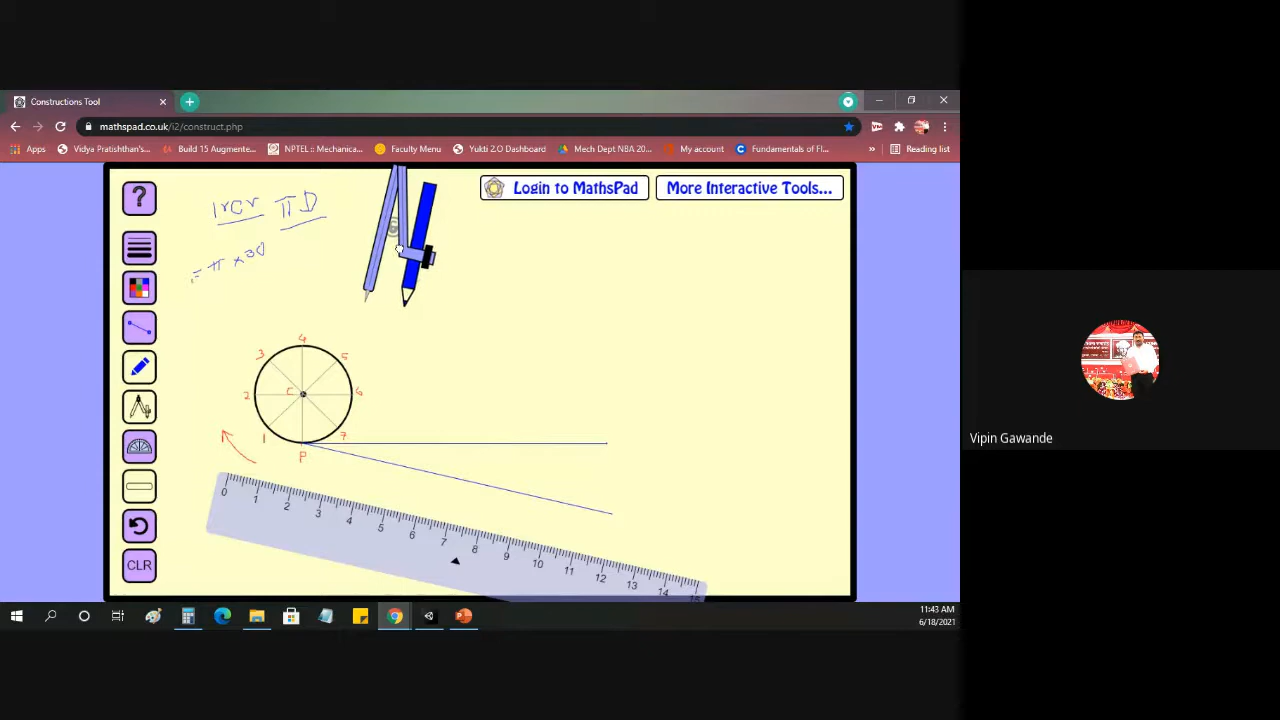 Constructions Tool
mathspad.co.uk/i2/construct.php
Apps Vidya Pratishthan's... Build 15 Augmente... NPTEL :: Mechanica... Faculty Menu Yukti 2.O Dashboard Mech Dept NBA 20... My account Fundamentals of Fl... » Reading list
? Login to MathsPad More Interactive Tools...
πD
= π × 30
4
3 5
C
2 6
1 7
P
0 1 2 3 4 5 6 7 8 9 10 11 12 13 14 15
CLR
Vipin Gawande
11:43 AM
6/18/2021